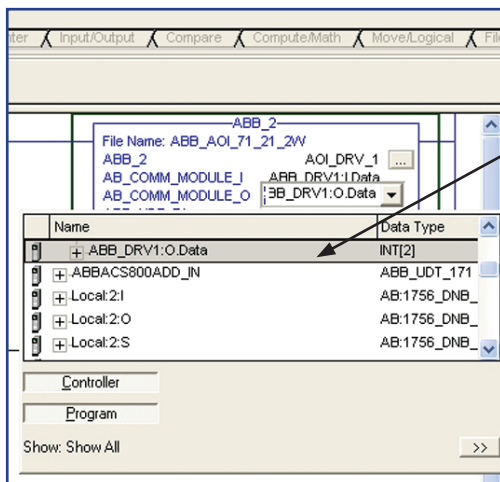 Input/Output Compare Compute/Math Move/Logical
ABB_2
File Name: ABB_AOI_71_21_2W
ABB_2 AOI_DRV_1 ...
AB_COMM_MODULE_I ABB_DRV1:I.Data
AB_COMM_MODULE_O BB_DRV1:O.Data
Name Data Type
ABB_DRV1:O.Data INT[2]
ABBACS800ADD_IN ABB_UDT_171
Local:2:I AB:1756_DNB_
Local:2:O AB:1756_DNB_
Local:2:S AB:1756_DNB_
Controller
Program
Show: Show All >>